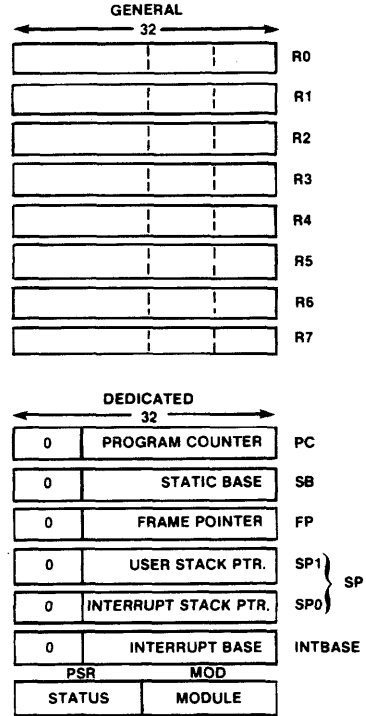 GENERAL
32
R0
R1
R2
R3
R4
R5
R6
R7
DEDICATED
32
0 PROGRAM COUNTER PC
0 STATIC BASE SB
0 FRAME POINTER FP
0 USER STACK PTR. SP1
SP
0 INTERRUPT STACK PTR. SP0
0 INTERRUPT BASE INTBASE
PSR MOD
STATUS MODULE